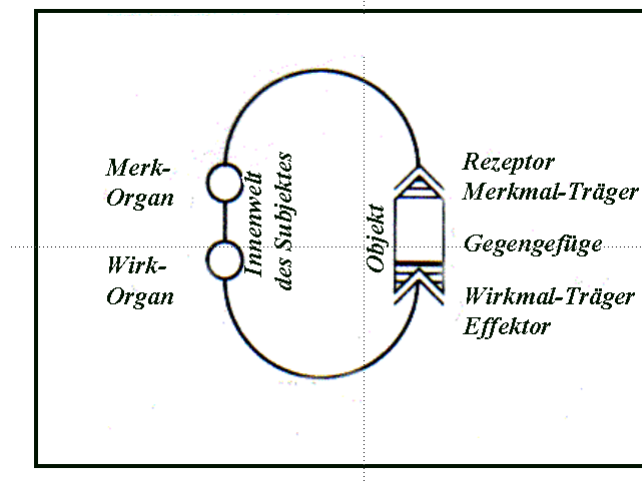 Merk-
Organ
Wirk-
Organ
Innenwelt
des Subjektes
Objekt
Rezeptor
Merkmal-Träger
Gegengefüge
Wirkmal-Träger
Effektor